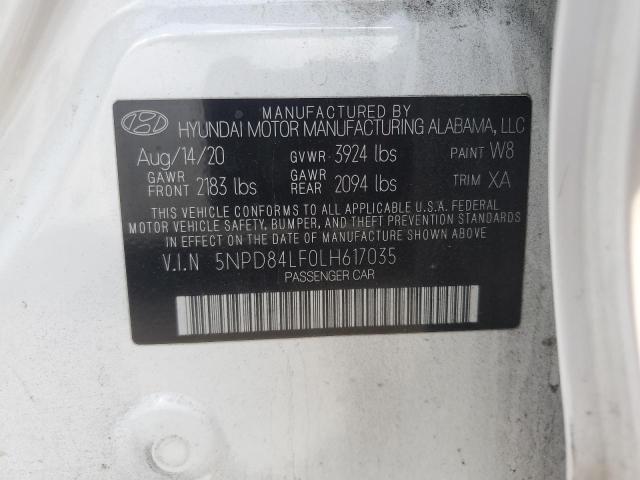 MANUFACTURED BY
HYUNDAI MOTOR MANUFACTURING ALABAMA, LLC
Aug/14/20 GVWR 3924 lbs PAINT W8
GAWR FRONT 2183 lbs GAWR REAR 2094 lbs TRIM XA
THIS VEHICLE CONFORMS TO ALL APPLICABLE U.S.A. FEDERAL
MOTOR VEHICLE SAFETY, BUMPER, AND THEFT PREVENTION STANDARDS
IN EFFECT ON THE DATE OF MANUFACTURE SHOWN ABOVE.
V.I.N 5NPD84LF0LH617035
PASSENGER CAR